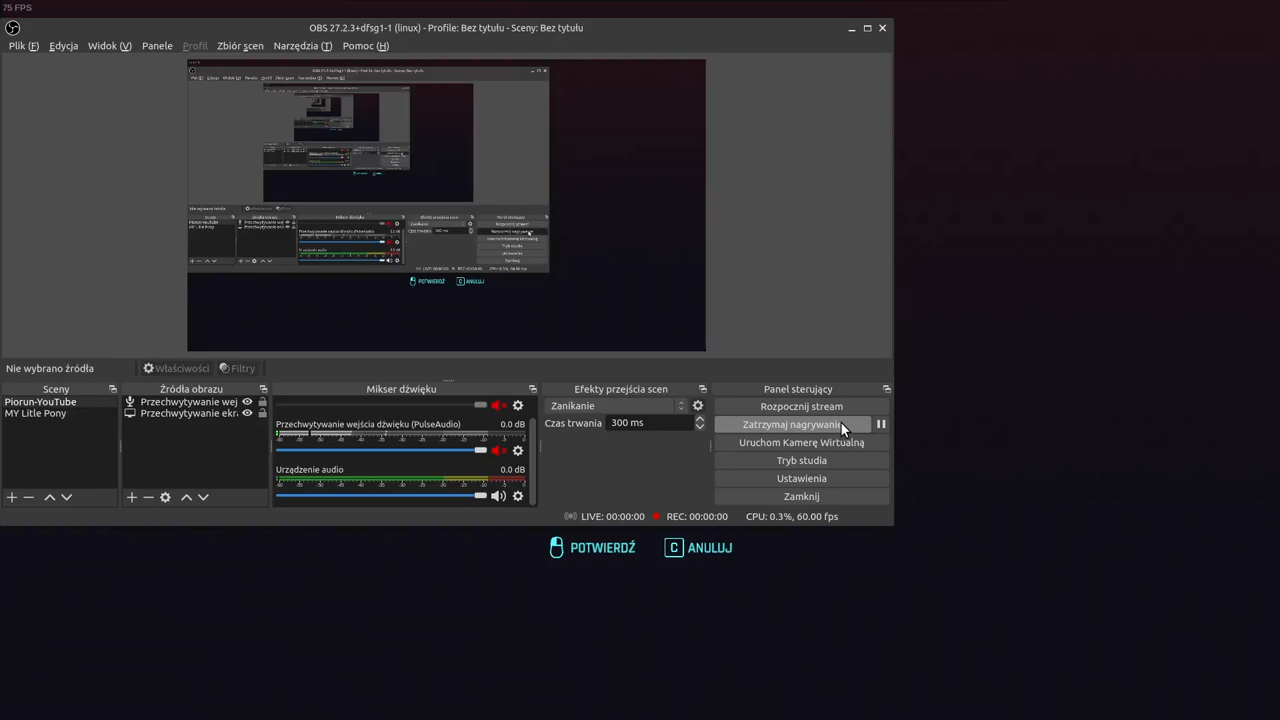 75 FPS
OBS 27.2.3+dfsg1-1 (linux) - Profile: Bez tytułu - Sceny: Bez tytułu
Plik (F) Edycja Widok (V) Panele Profil Zbiór scen Narzędzia (T) Pomoc (H)
Nie wybrano źródła Właściwości Filtry
Sceny Źródła obrazu Mikser dźwięku Efekty przejścia scen Panel sterujący
Piorun-YouTube
MY Litle Pony
Przechwytywanie wej
Przechwytywanie ekra
Przechwytywanie wejścia dźwięku (PulseAudio) 0.0 dB
Urządzenie audio 0.0 dB
Zanikanie
Czas trwania 300 ms
Rozpocznij stream
Zatrzymaj nagrywanie
Uruchom Kamerę Wirtualną
Tryb studia
Ustawienia
Zamknij
LIVE: 00:00:00 REC: 00:00:00 CPU: 0.3%, 60.00 fps
POTWIERDŹ C ANULUJ